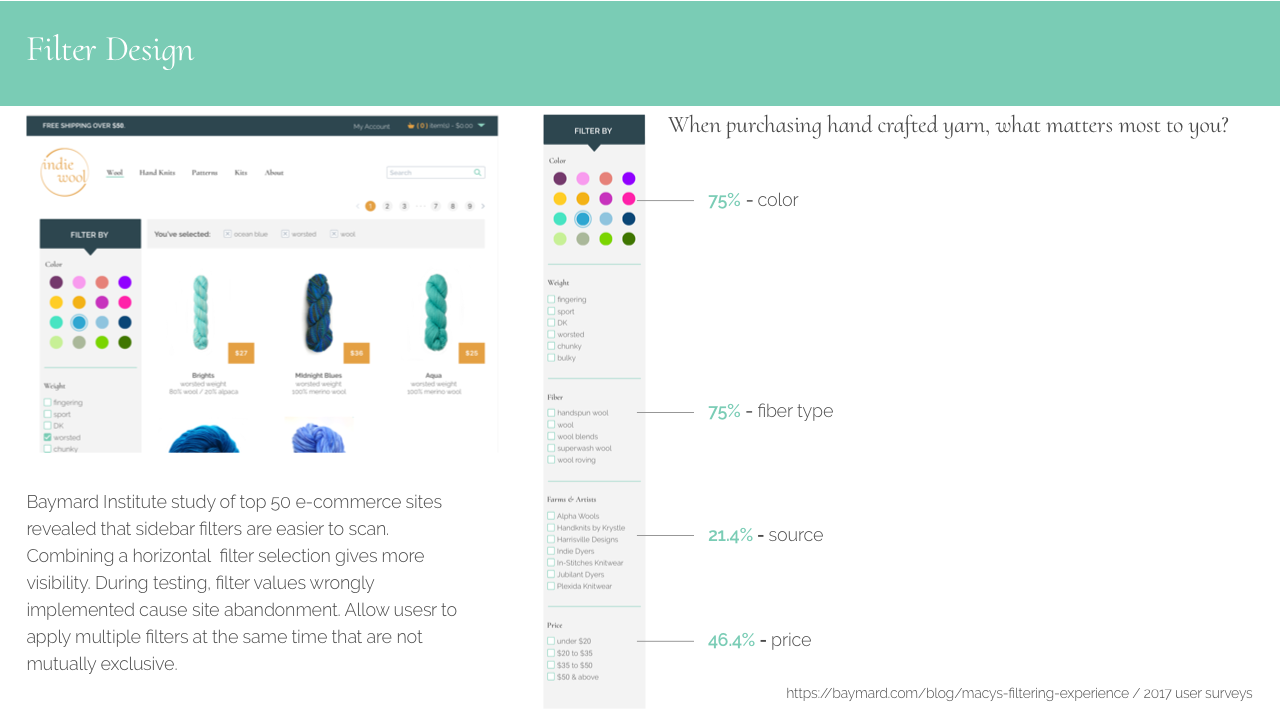 Filter Design
FREE SHIPPING OVER $50.
My Account
( 0 ) item(s) - $0.00
indie
wool
Wool
Hand Knits
Patterns
Kits
About
Search
1 2 3 ··· 7 8 9
FILTER BY
You've selected:
ocean blue
worsted
wool
Color
Weight
fingering
sport
DK
worsted
chunky
$27
Brights
worsted weight
80% wool / 20% alpaca
$36
Midnight Blues
worsted weight
100% merino wool
$25
Aqua
worsted weight
100% merino wool
Baymard Institute study of top 50 e-commerce sites
revealed that sidebar filters are easier to scan.
Combining a horizontal filter selection gives more
visibility. During testing, filter values wrongly
implemented cause site abandonment. Allow usesr to
apply multiple filters at the same time that are not
mutually exclusive.
FILTER BY
Color
Weight
fingering
sport
DK
worsted
chunky
bulky
Fiber
handspun wool
wool
wool blends
superwash wool
wool roving
Farms & Artists
Alpha Wools
Handknits by Krystle
Harrisville Designs
Indie Dyers
In-Stitches Knitwear
Jubilant Dyers
Plexida Knitwear
Price
under $20
$20 to $35
$35 to $50
$50 & above
When purchasing hand crafted yarn, what matters most to you?
75% - color
75% - fiber type
21.4% - source
46.4% - price
https://baymard.com/blog/macys-filtering-experience / 2017 user surveys